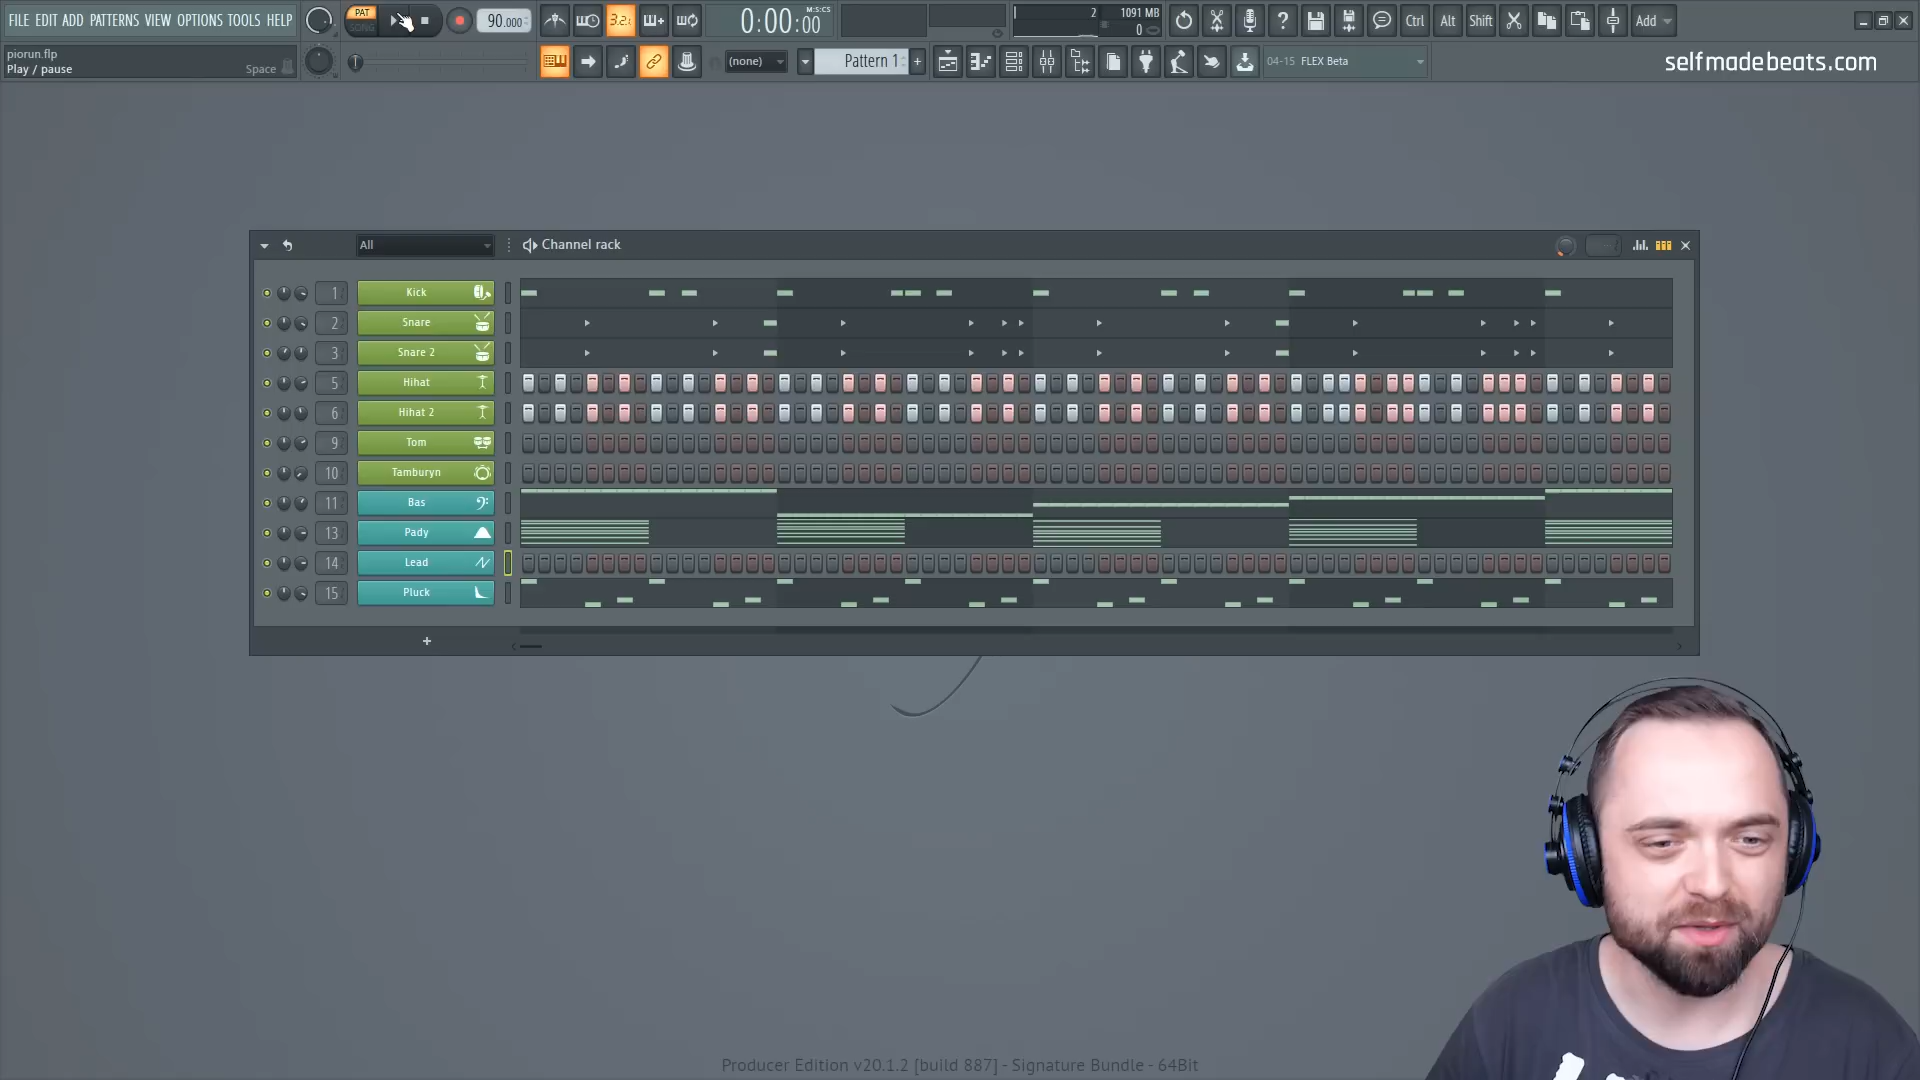 FILE EDIT ADD PATTERNS VIEW OPTIONS TOOLS HELP
PAT
SONG
90.000
3.2.
0:00:00
M:S:CS
2
1091 MB
0
Ctrl
Alt
Shift
Add
piorun.flp
Play / pause
Space
(none)
Pattern 1
+
04-15 FLEX Beta
selfmadebeats.com
All
Channel rack
1 Kick
2 Snare
3 Snare 2
5 Hihat
6 Hihat 2
9 Tom
10 Tamburyn
11 Bas
13 Pady
14 Lead
15 Pluck
+
Producer Edition v20.1.2 [build 887] - Signature Bundle - 64Bit